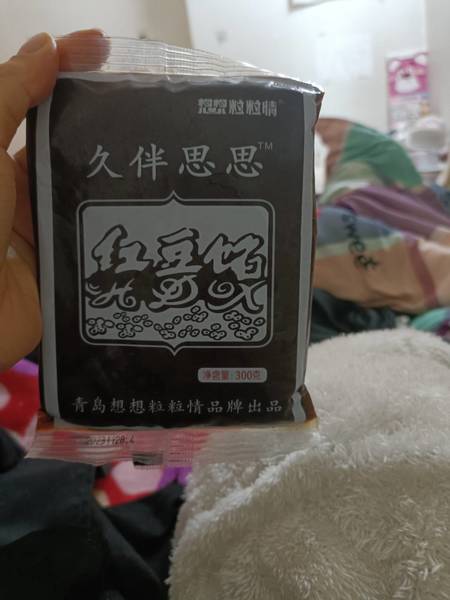 想想粒粒情
久伴思思™
红豆馅
净含量:300克
青岛想想粒粒情品牌出品
sweet